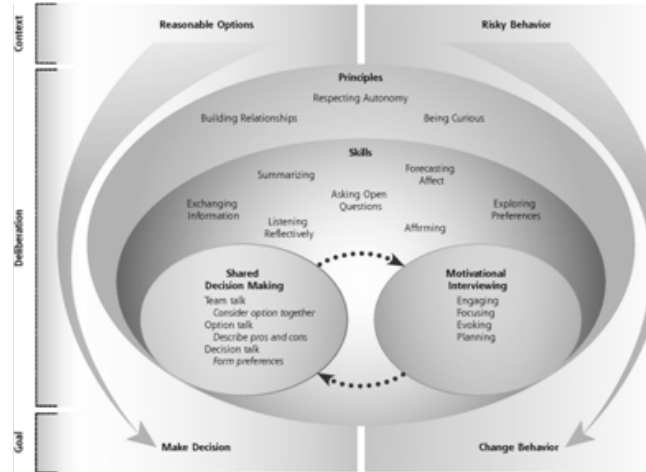 Context
Reasonable Options
Risky Behavior
Deliberation
Principles
Respecting Autonomy
Building Relationships
Being Curious
Skills
Summarizing
Forecasting
Affect
Asking Open
Questions
Exchanging
Information
Exploring
Preferences
Listening
Reflectively
Affirming
Shared
Decision Making
Team talk
Consider option together
Option talk
Describe pros and cons
Decision talk
Form preferences
Motivational
Interviewing
Engaging
Focusing
Evoking
Planning
Goal
Make Decision
Change Behavior